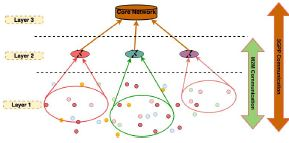 Core Network
Layer 3
Layer 2
Layer 1
M2M Communication
3GPP Communication